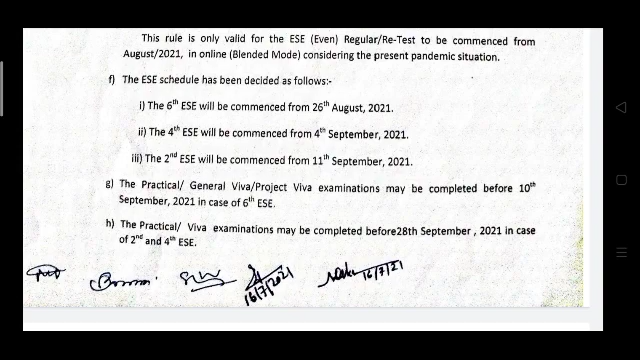 This rule is only valid for the ESE (Even) Regular/Re-Test to be commenced from
August/2021, in online (Blended Mode) considering the present pandemic situation.
f) The ESE schedule has been decided as follows:-
i) The 6th ESE will be commenced from 26th August, 2021.
ii) The 4th ESE will be commenced from 4th September, 2021.
iii) The 2nd ESE will be commenced from 11th September, 2021.
g) The Practical/ General Viva/Project Viva examinations may be completed before 10th
September, 2021 in case of 6th ESE.
h) The Practical/ Viva examinations may be completed before28th September , 2021 in case
of 2nd and 4th ESE.
16/7/2021 16/7/21